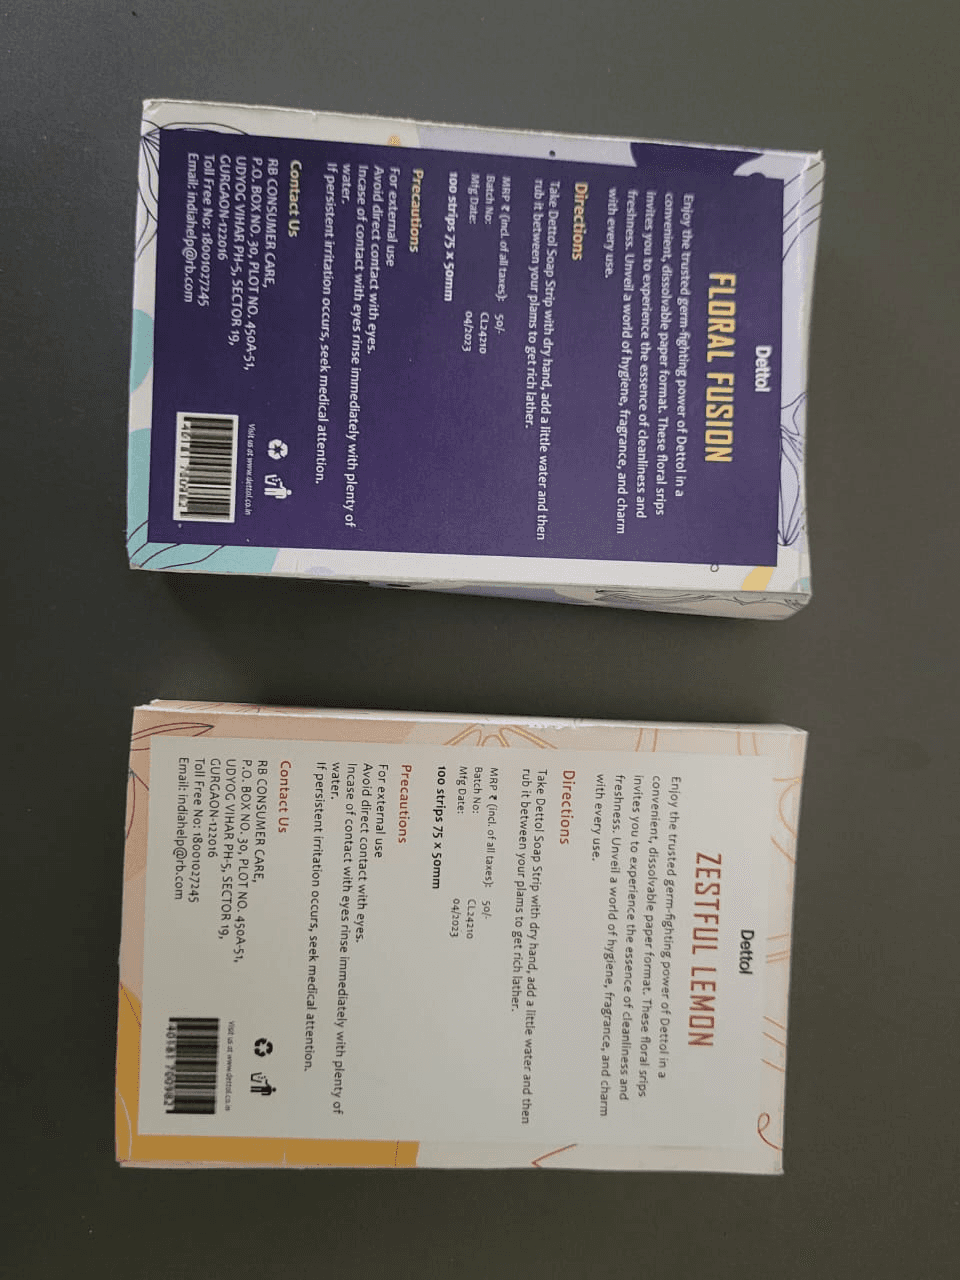 Dettol
FLORAL FUSION
Enjoy the trusted germ-fighting power of Dettol in a
convenient, dissolvable paper format. These floral srips
invites you to experience the essence of cleanliness and
freshness. Unveil a world of hygiene, fragrance, and charm
with every use.
Directions
Take Dettol Soap Strip with dry hand, add a little water and then
rub it between your plams to get rich lather.
MRP ₹ (incl. of all taxes): 50/-
Batch No: CL24210
Mfg Date: 04/2023
100 strips 75 x 50mm
Precautions
For external use
Avoid direct contact with eyes.
Incase of contact with eyes rinse immediately with plenty of
water.
If persistent irritation occurs, seek medical attention.
Contact Us
RB CONSUMER CARE,
P.O. BOX NO. 30, PLOT NO. 450A-51,
UDYOG VIHAR PH-5, SECTOR 19,
GURGAON-122016
Toll Free No: 18001027245
Email: indiahelp@rb.com
Visit us at www.dettol.co.in
Dettol
ZESTFUL LEMON
Enjoy the trusted germ-fighting power of Dettol in a
convenient, dissolvable paper format. These floral srips
invites you to experience the essence of cleanliness and
freshness. Unveil a world of hygiene, fragrance, and charm
with every use.
Directions
Take Dettol Soap Strip with dry hand, add a little water and then
rub it between your plams to get rich lather.
MRP ₹ (incl. of all taxes): 50/-
Batch No: CL24210
Mfg Date: 04/2023
100 strips 75 x 50mm
Precautions
For external use
Avoid direct contact with eyes.
Incase of contact with eyes rinse immediately with plenty of
water.
If persistent irritation occurs, seek medical attention.
Contact Us
RB CONSUMER CARE,
P.O. BOX NO. 30, PLOT NO. 450A-51,
UDYOG VIHAR PH-5, SECTOR 19,
GURGAON-122016
Toll Free No: 18001027245
Email: indiahelp@rb.com
Visit us at www.dettol.co.in